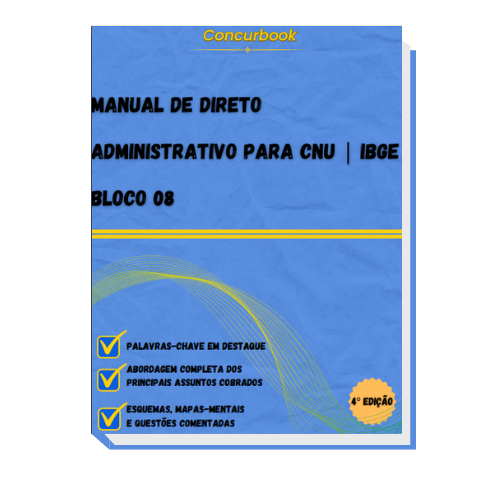 Concurbook
MANUAL DE DIRETO
ADMINISTRATIVO PARA CNU | IBGE
BLOCO 08
PALAVRAS-CHAVE EM DESTAQUE
ABORDAGEM COMPLETA DOS
PRINCIPAIS ASSUNTOS COBRADOS
4° EDIÇÃO
ESQUEMAS, MAPAS-MENTAIS
E QUESTÕES COMENTADAS